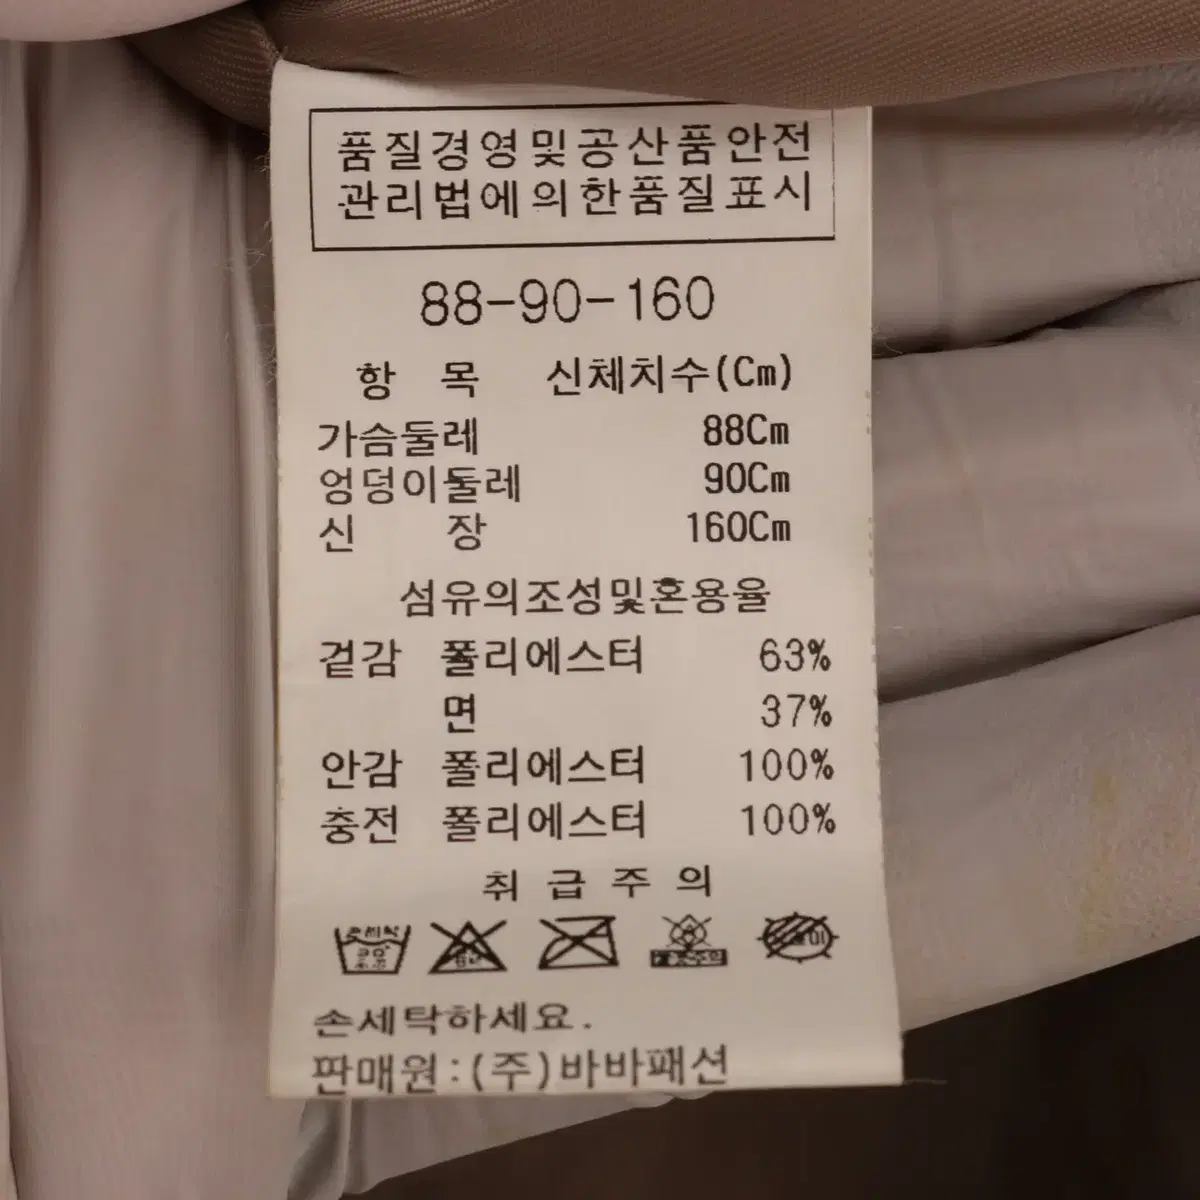 품질경영및공산품안전
관리법에의한품질표시
88-90-160
항 목 신체치수(Cm)
가슴둘레 88Cm
엉덩이둘레 90Cm
신 장 160Cm
섬유의조성및혼용율
겉감 폴리에스터 63%
면 37%
안감 폴리에스터 100%
충전 폴리에스터 100%
취급주의
손세탁 30°
손세탁하세요.
판매원:(주)바바패션